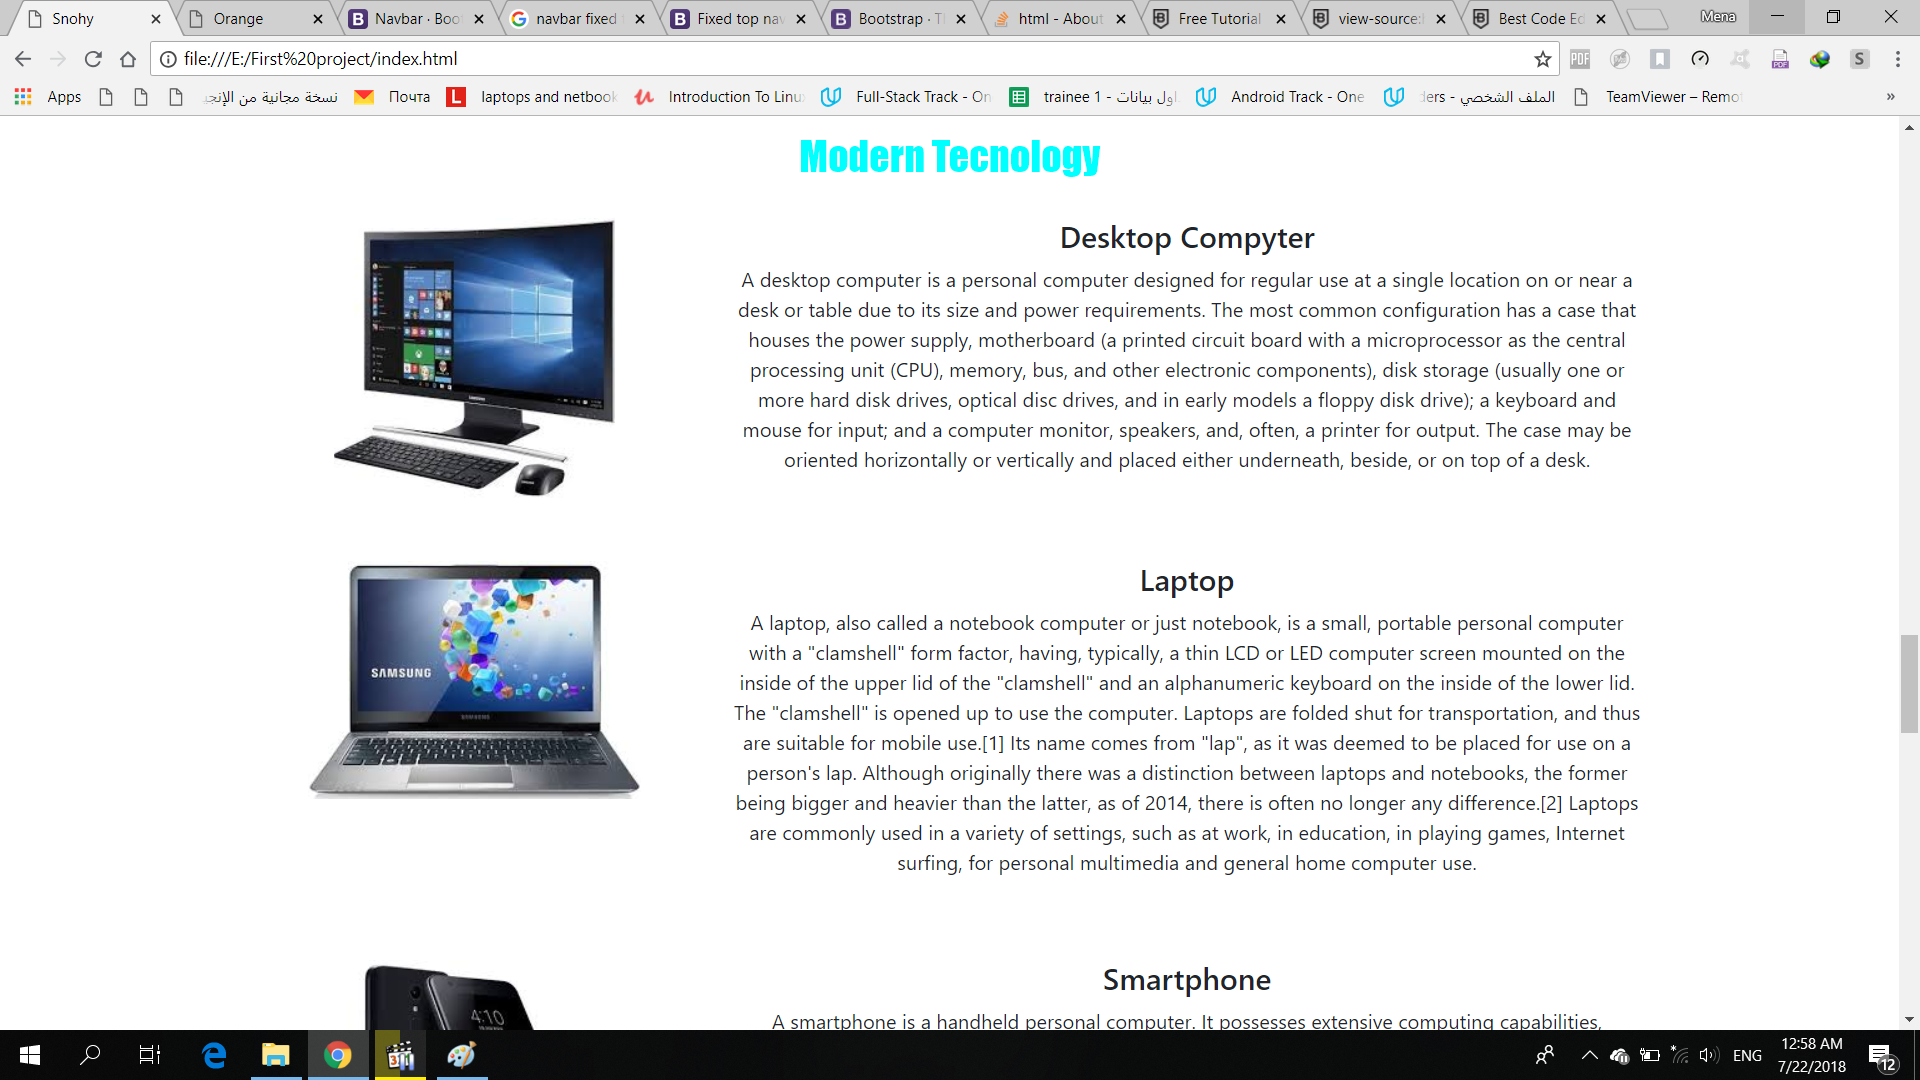 Snohy
Orange
Navbar · Boo
navbar fixed
Fixed top nav
Bootstrap · T
html - About
Free Tutorial
view-source:
Best Code Ed
Mena
file:///E:/First%20project/index.html
Apps
نسخة مجانية من الإنج
Почта
laptops and netbook
Introduction To Linu
Full-Stack Track - On
trainee 1 - اول بيانات
Android Track - One
الملف الشخصي - ders
TeamViewer – Remo
»
Modern Tecnology
Desktop Compyter
A desktop computer is a personal computer designed for regular use at a single location on or near a
desk or table due to its size and power requirements. The most common configuration has a case that
houses the power supply, motherboard (a printed circuit board with a microprocessor as the central
processing unit (CPU), memory, bus, and other electronic components), disk storage (usually one or
more hard disk drives, optical disc drives, and in early models a floppy disk drive); a keyboard and
mouse for input; and a computer monitor, speakers, and, often, a printer for output. The case may be
oriented horizontally or vertically and placed either underneath, beside, or on top of a desk.
SAMSUNG
SAMSUNG
Laptop
A laptop, also called a notebook computer or just notebook, is a small, portable personal computer
with a "clamshell" form factor, having, typically, a thin LCD or LED computer screen mounted on the
inside of the upper lid of the "clamshell" and an alphanumeric keyboard on the inside of the lower lid.
The "clamshell" is opened up to use the computer. Laptops are folded shut for transportation, and thus
are suitable for mobile use.[1] Its name comes from "lap", as it was deemed to be placed for use on a
person's lap. Although originally there was a distinction between laptops and notebooks, the former
being bigger and heavier than the latter, as of 2014, there is often no longer any difference.[2] Laptops
are commonly used in a variety of settings, such as at work, in education, in playing games, Internet
surfing, for personal multimedia and general home computer use.
4:10
Smartphone
A smartphone is a handheld personal computer. It possesses extensive computing capabilities,
ENG
12:58 AM
7/22/2018
12